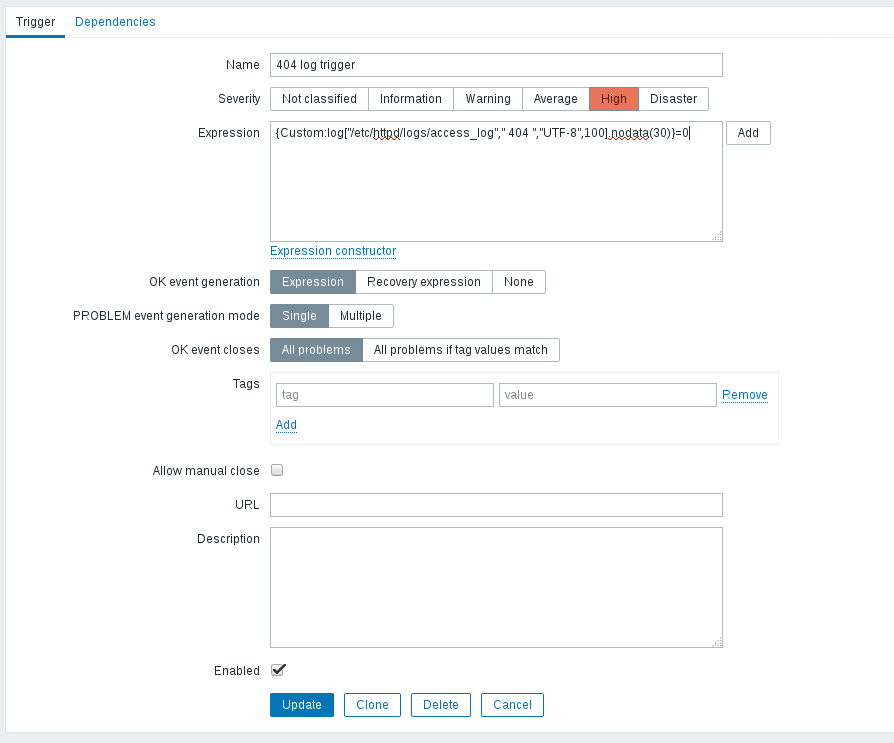 Trigger Dependencies
Name 404 log trigger
Severity Not classified Information Warning Average High Disaster
Expression {Custom:log["/etc/httpd/logs/access_log"," 404 ","UTF-8",100].nodata(30)}=0 Add
Expression constructor
OK event generation Expression Recovery expression None
PROBLEM event generation mode Single Multiple
OK event closes All problems All problems if tag values match
Tags tag value Remove
Add
Allow manual close
URL
Description
Enabled
Update Clone Delete Cancel